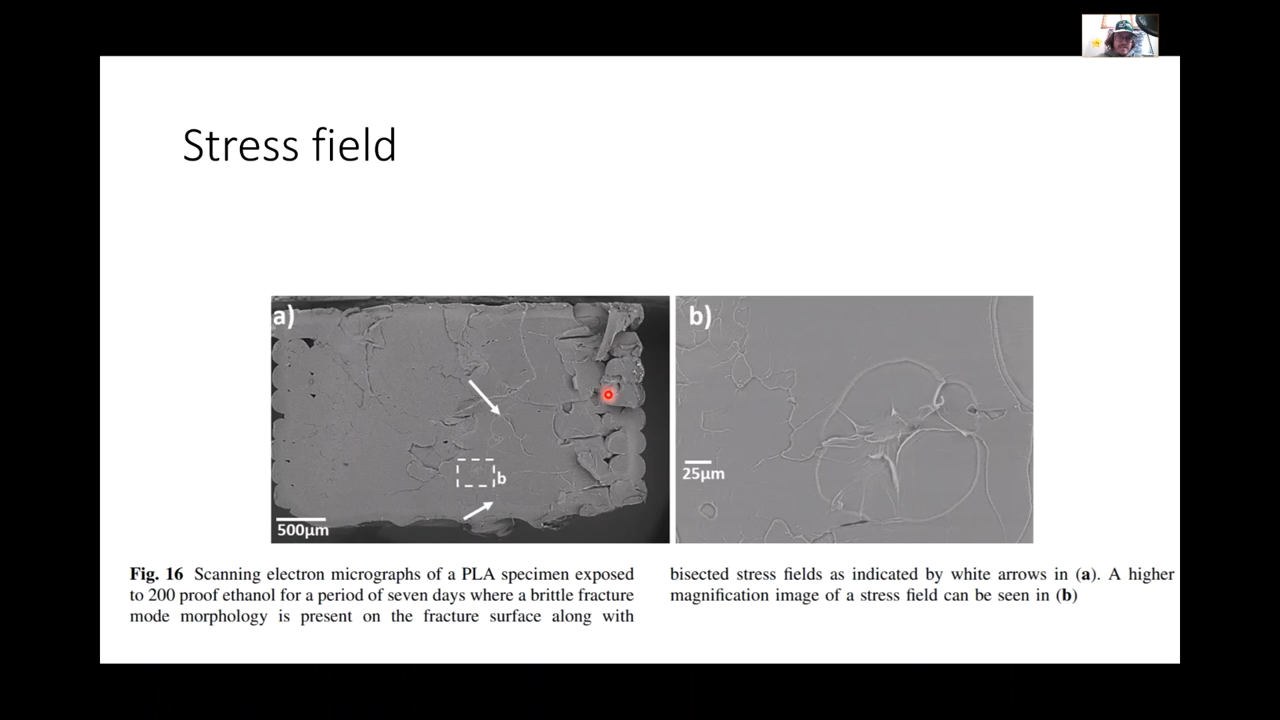 Stress field
a)
b
500μm
b)
25μm
Fig. 16 Scanning electron micrographs of a PLA specimen exposed
to 200 proof ethanol for a period of seven days where a brittle fracture
mode morphology is present on the fracture surface along with
bisected stress fields as indicated by white arrows in (a). A higher
magnification image of a stress field can be seen in (b)